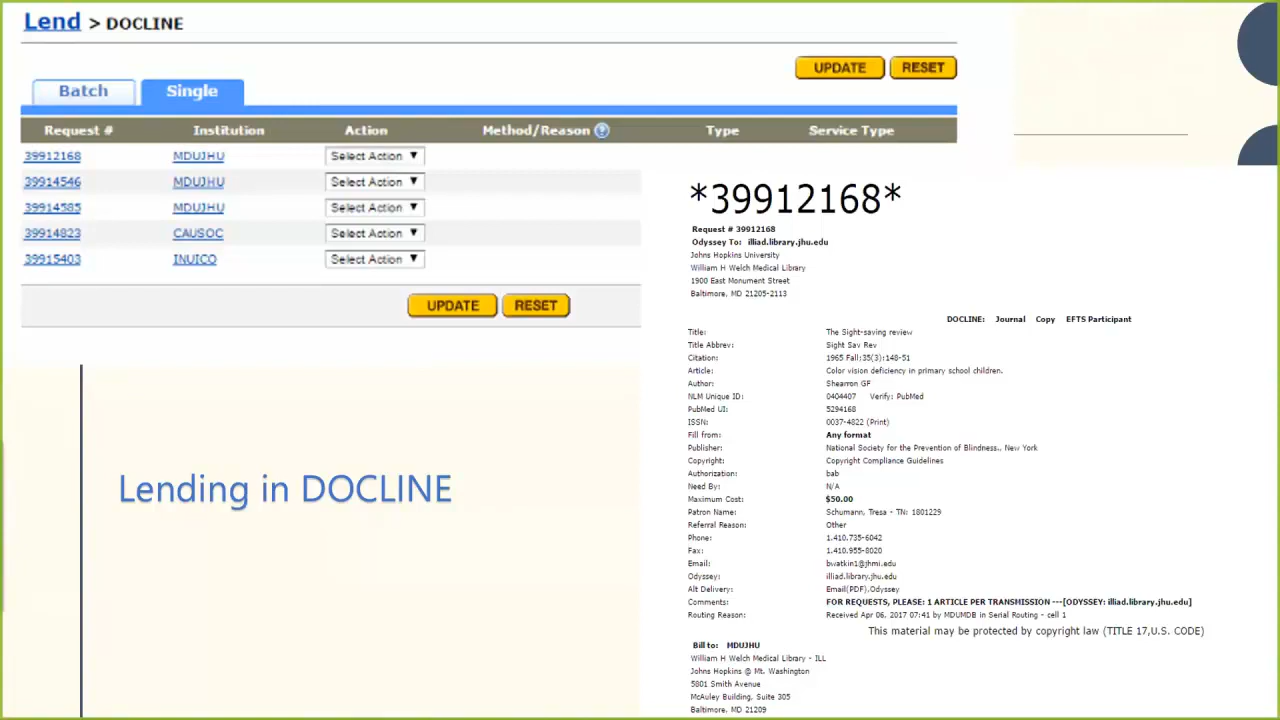 Lend > DOCLINE
UPDATE RESET
Batch Single
Request # Institution Action Method/Reason ? Type Service Type
39912168 MDUJHU Select Action ▼
39914546 MDUJHU Select Action ▼
39914585 MDUJHU Select Action ▼
39914823 CAUSOC Select Action ▼
39915403 INUICO Select Action ▼
UPDATE RESET
Lending in DOCLINE
*39912168*
Request # 39912168
Odyssey To: illiad.library.jhu.edu
Johns Hopkins University
William H Welch Medical Library
1900 East Monument Street
Baltimore, MD 21205-2113
DOCLINE: Journal Copy EFTS Participant
Title: The Sight-saving review
Title Abbrev: Sight Sav Rev
Citation: 1965 Fall;35(3):148-51
Article: Color vision deficiency in primary school children.
Author: Shearron GF
NLM Unique ID: 0404407 Verify: PubMed
PubMed UI: 5294168
ISSN: 0037-4822 (Print)
Fill from: Any format
Publisher: National Society for the Prevention of Blindness., New York
Copyright: Copyright Compliance Guidelines
Authorization: bab
Need By: N/A
Maximum Cost: $50.00
Patron Name: Schumann, Tresa - TN: 1801229
Referral Reason: Other
Phone: 1.410.735-6042
Fax: 1.410.955-8020
Email: bwatkin1@jhmi.edu
Odyssey: illiad.library.jhu.edu
Alt Delivery: Email(PDF),Odyssey
Comments: FOR REQUESTS, PLEASE: 1 ARTICLE PER TRANSMISSION ---[ODYSSEY: illiad.library.jhu.edu]
Routing Reason: Received Apr 06, 2017 07:41 by MDUMDB in Serial Routing - cell 1
This material may be protected by copyright law (TITLE 17,U.S. CODE)
Bill to: MDUJHU
William H Welch Medical Library - ILL
Johns Hopkins @ Mt. Washington
5801 Smith Avenue
McAuley Building, Suite 305
Baltimore, MD 21209